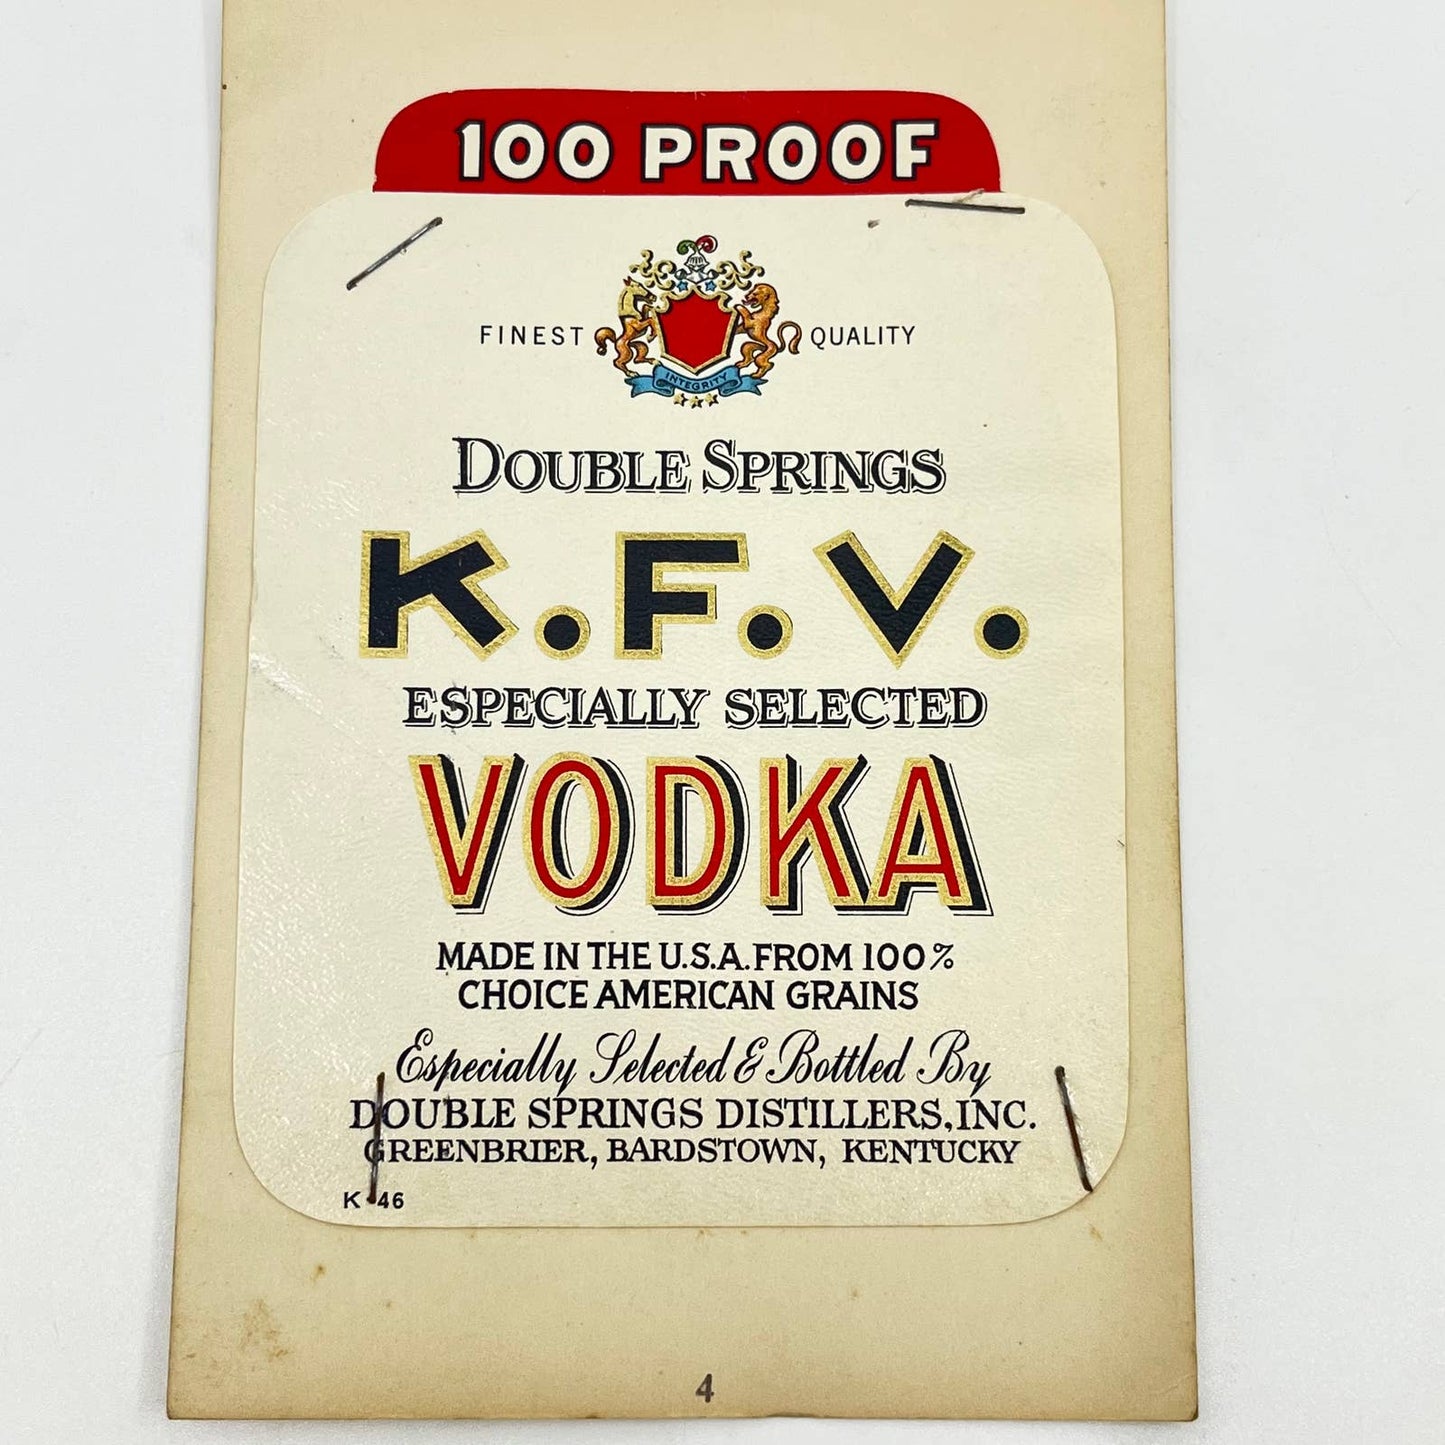 100 PROOF
FINEST QUALITY
INTEGRITY
DOUBLE SPRINGS
K.F.V.
ESPECIALLY SELECTED
VODKA
MADE IN THE U.S.A. FROM 100%
CHOICE AMERICAN GRAINS
Especially Selected & Bottled By
DOUBLE SPRINGS DISTILLERS, INC.
GREENBRIER, BARDSTOWN, KENTUCKY
K-46
4